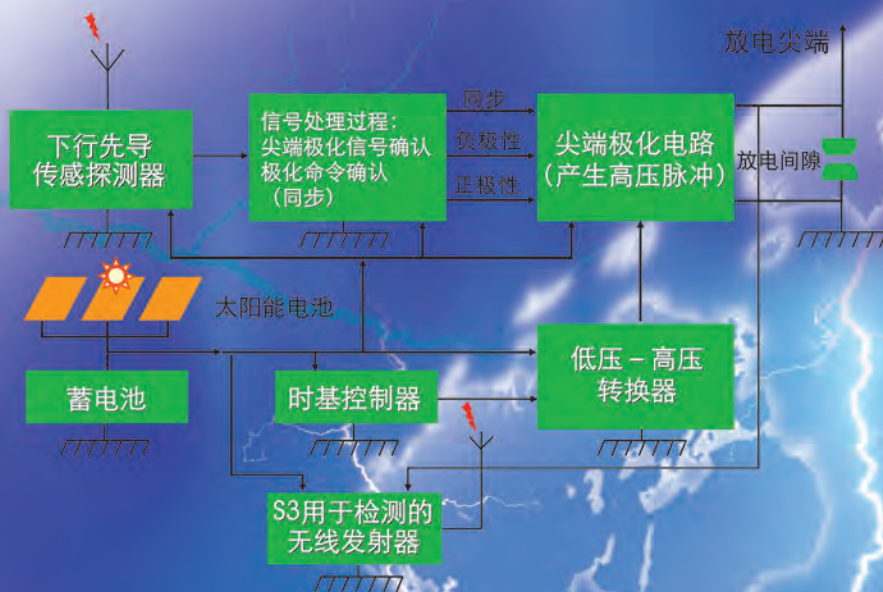 放电尖端
下行先导
传感探测器
信号处理过程：
尖端极化信号确认
极化命令确认
（同步）
同步
负极性
正极性
尖端极化电路
（产生高压脉冲）
放电间隙
太阳能电池
蓄电池
时基控制器
低压－高压
转换器
S3用于检测的
无线发射器